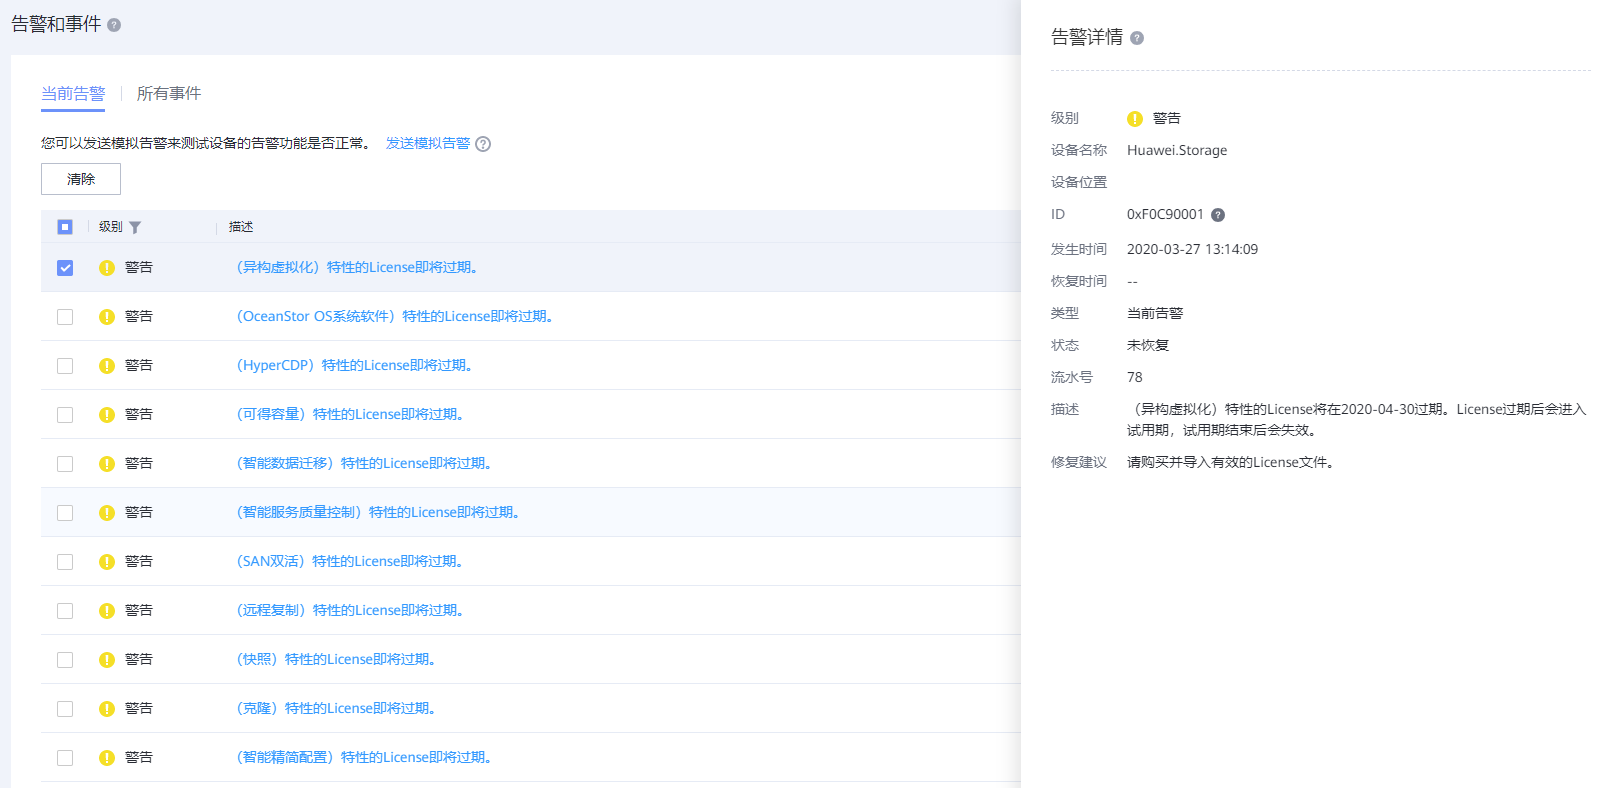 告警和事件
当前告警 所有事件
您可以发送模拟告警来测试设备的告警功能是否正常。 发送模拟告警
清除
级别 描述
警告 （异构虚拟化）特性的License即将过期。
警告 （OceanStor OS系统软件）特性的License即将过期。
警告 （HyperCDP）特性的License即将过期。
警告 （可得容量）特性的License即将过期。
警告 （智能数据迁移）特性的License即将过期。
警告 （智能服务质量控制）特性的License即将过期。
警告 （SAN双活）特性的License即将过期。
警告 （远程复制）特性的License即将过期。
警告 （快照）特性的License即将过期。
警告 （克隆）特性的License即将过期。
警告 （智能精简配置）特性的License即将过期。
告警详情
级别 警告
设备名称 Huawei.Storage
设备位置
ID 0xF0C90001
发生时间 2020-03-27 13:14:09
恢复时间 --
类型 当前告警
状态 未恢复
流水号 78
描述 （异构虚拟化）特性的License将在2020-04-30过期。License过期后会进入
试用期，试用期结束后会失效。
修复建议 请购买并导入有效的License文件。